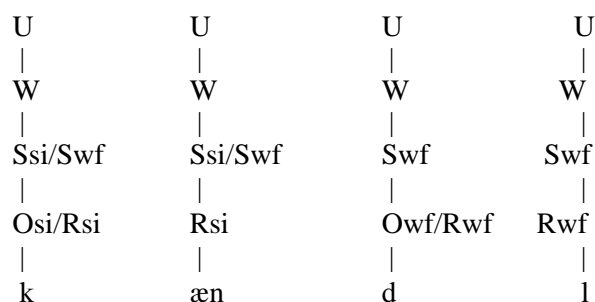 U U U U
| | | |
W W W W
| | | |
Ssi/Swf Ssi/Swf Swf Swf
| | | |
Osi/Rsi Rsi Owf/Rwf Rwf
| | | |
k æn d l